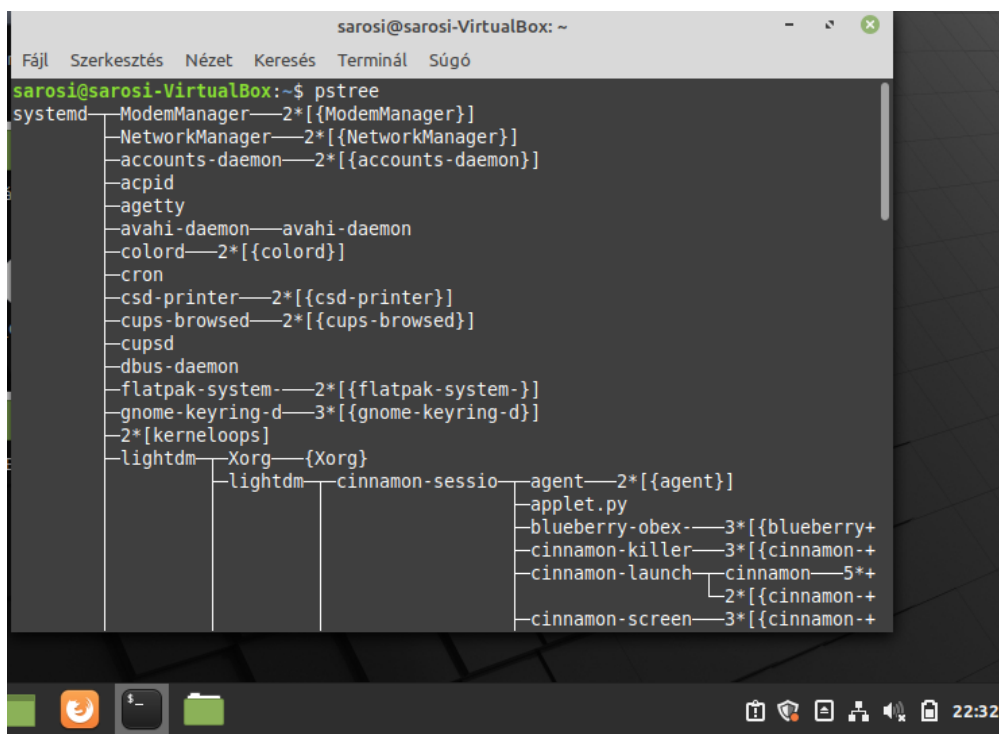 sarosi@sarosi-VirtualBox: ~
Fájl Szerkesztés Nézet Keresés Terminál Súgó
sarosi@sarosi-VirtualBox:~$ pstree
systemd─┬─ModemManager───2*[{ModemManager}]
        ├─NetworkManager───2*[{NetworkManager}]
        ├─accounts-daemon───2*[{accounts-daemon}]
        ├─acpid
        ├─agetty
        ├─avahi-daemon───avahi-daemon
        ├─colord───2*[{colord}]
        ├─cron
        ├─csd-printer───2*[{csd-printer}]
        ├─cups-browsed───2*[{cups-browsed}]
        ├─cupsd
        ├─dbus-daemon
        ├─flatpak-system-───2*[{flatpak-system-}]
        ├─gnome-keyring-d───3*[{gnome-keyring-d}]
        ├─2*[kerneloops]
        ├─lightdm─┬─Xorg───{Xorg}
        │         ├─lightdm─┬─cinnamon-sessio─┬─agent───2*[{agent}]
        │         │         │                 ├─applet.py
        │         │         │                 ├─blueberry-obex-───3*[{blueberry+
        │         │         │                 ├─cinnamon-killer───3*[{cinnamon-+
        │         │         │                 ├─cinnamon-launch─┬─cinnamon───5*+
        │         │         │                 │                 └─2*[{cinnamon-+
        │         │         │                 ├─cinnamon-screen───3*[{cinnamon-+
$_
22:32